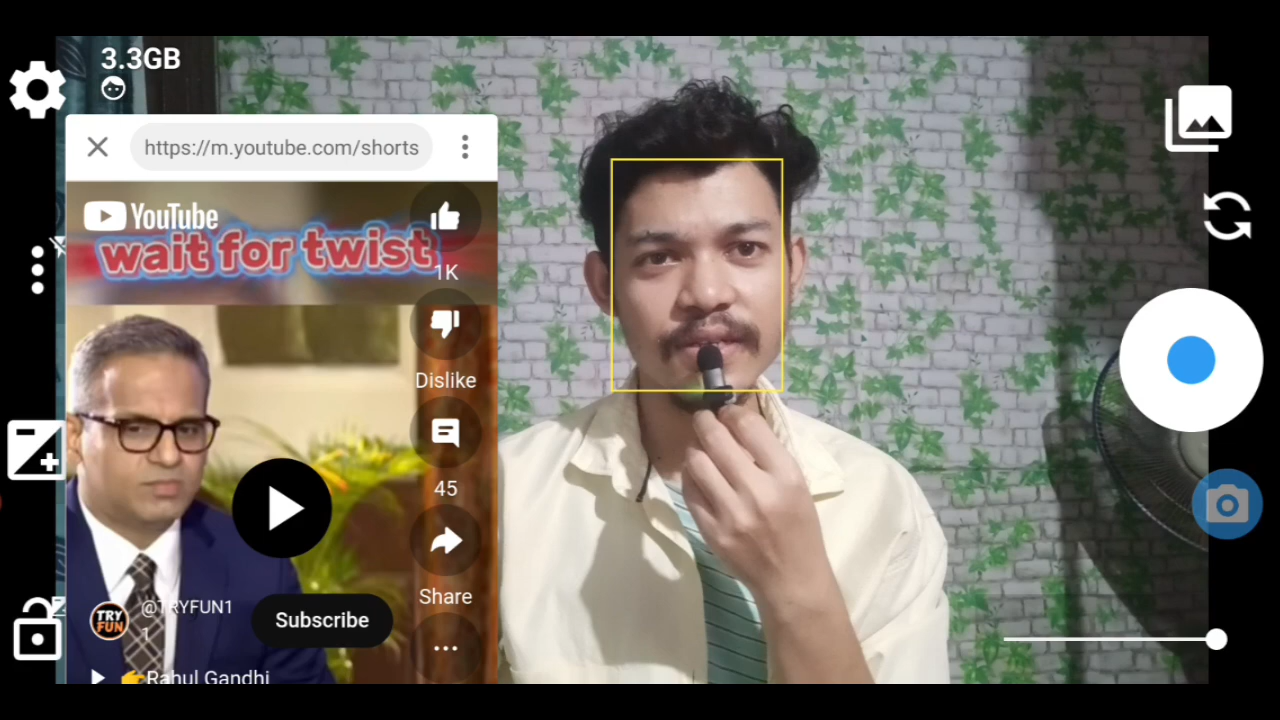 3.3GB
https://m.youtube.com/shorts
YouTube
wait for twist
1K
Dislike
45
Share
TRY
FUN
@TRYFUN1
1
Subscribe
👉Rahul Gandhi